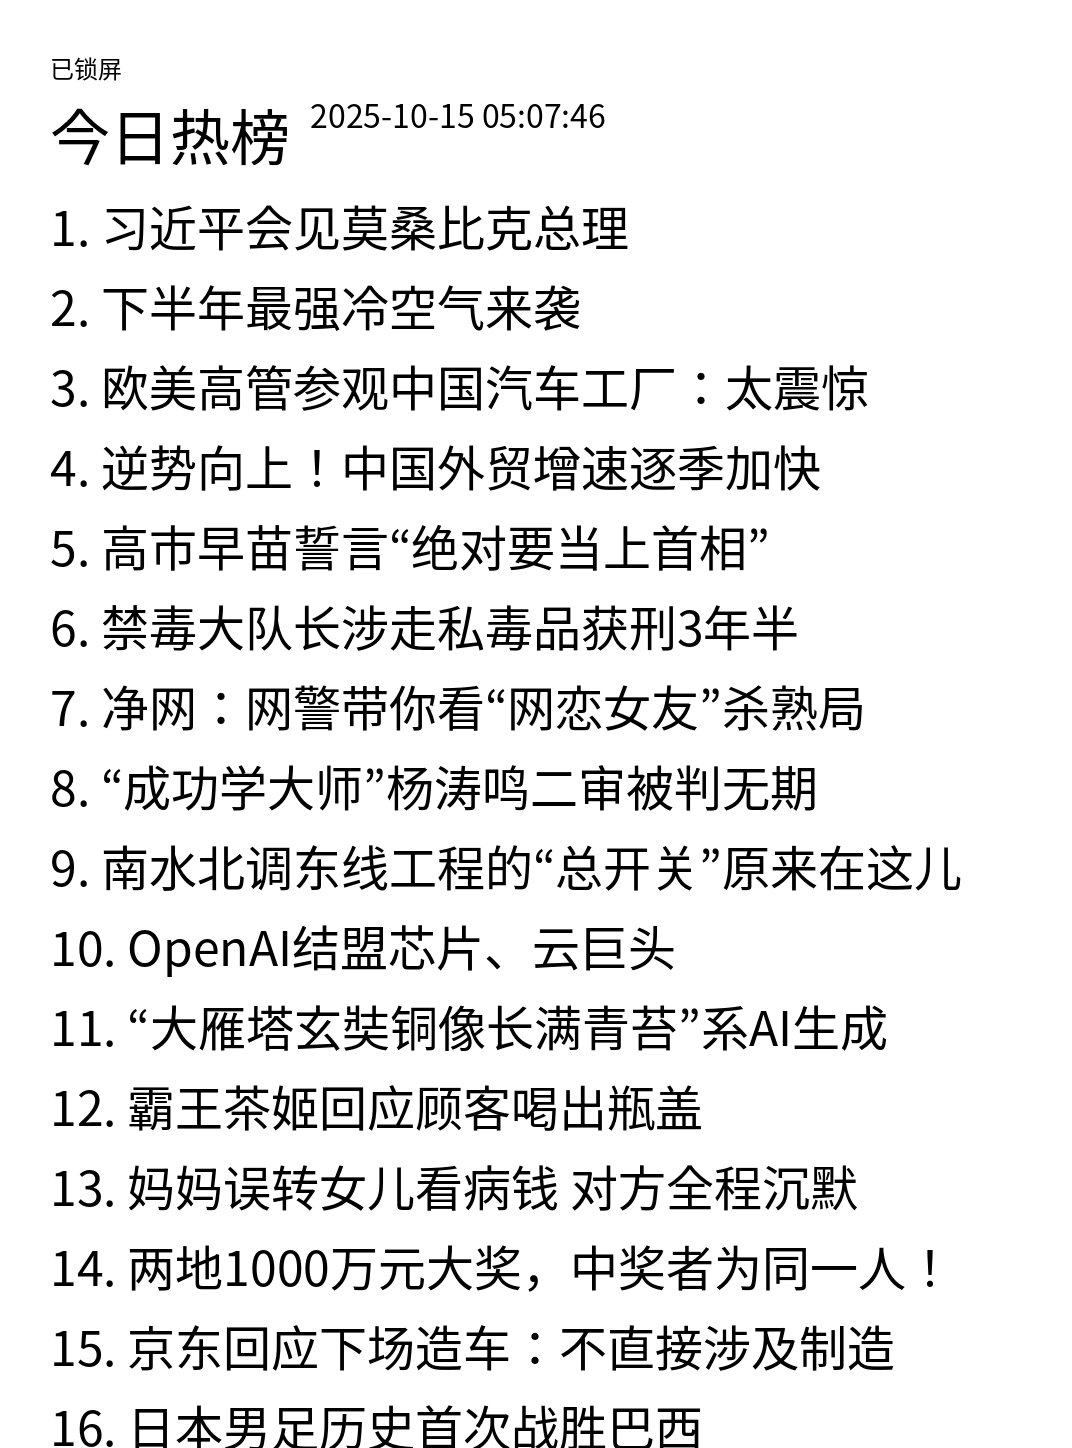 已锁屏
今日热榜 2025-10-15 05:07:46
1. 习近平会见莫桑比克总理
2. 下半年最强冷空气来袭
3. 欧美高管参观中国汽车工厂：太震惊
4. 逆势向上！中国外贸增速逐季加快
5. 高市早苗誓言“绝对要当上首相”
6. 禁毒大队长涉走私毒品获刑3年半
7. 净网：网警带你看“网恋女友”杀熟局
8. “成功学大师”杨涛鸣二审被判无期
9. 南水北调东线工程的“总开关”原来在这儿
10. OpenAI结盟芯片、云巨头
11. “大雁塔玄奘铜像长满青苔”系AI生成
12. 霸王茶姬回应顾客喝出瓶盖
13. 妈妈误转女儿看病钱 对方全程沉默
14. 两地1000万元大奖，中奖者为同一人！
15. 京东回应下场造车：不直接涉及制造
16. 日本男足历史首次战胜巴西